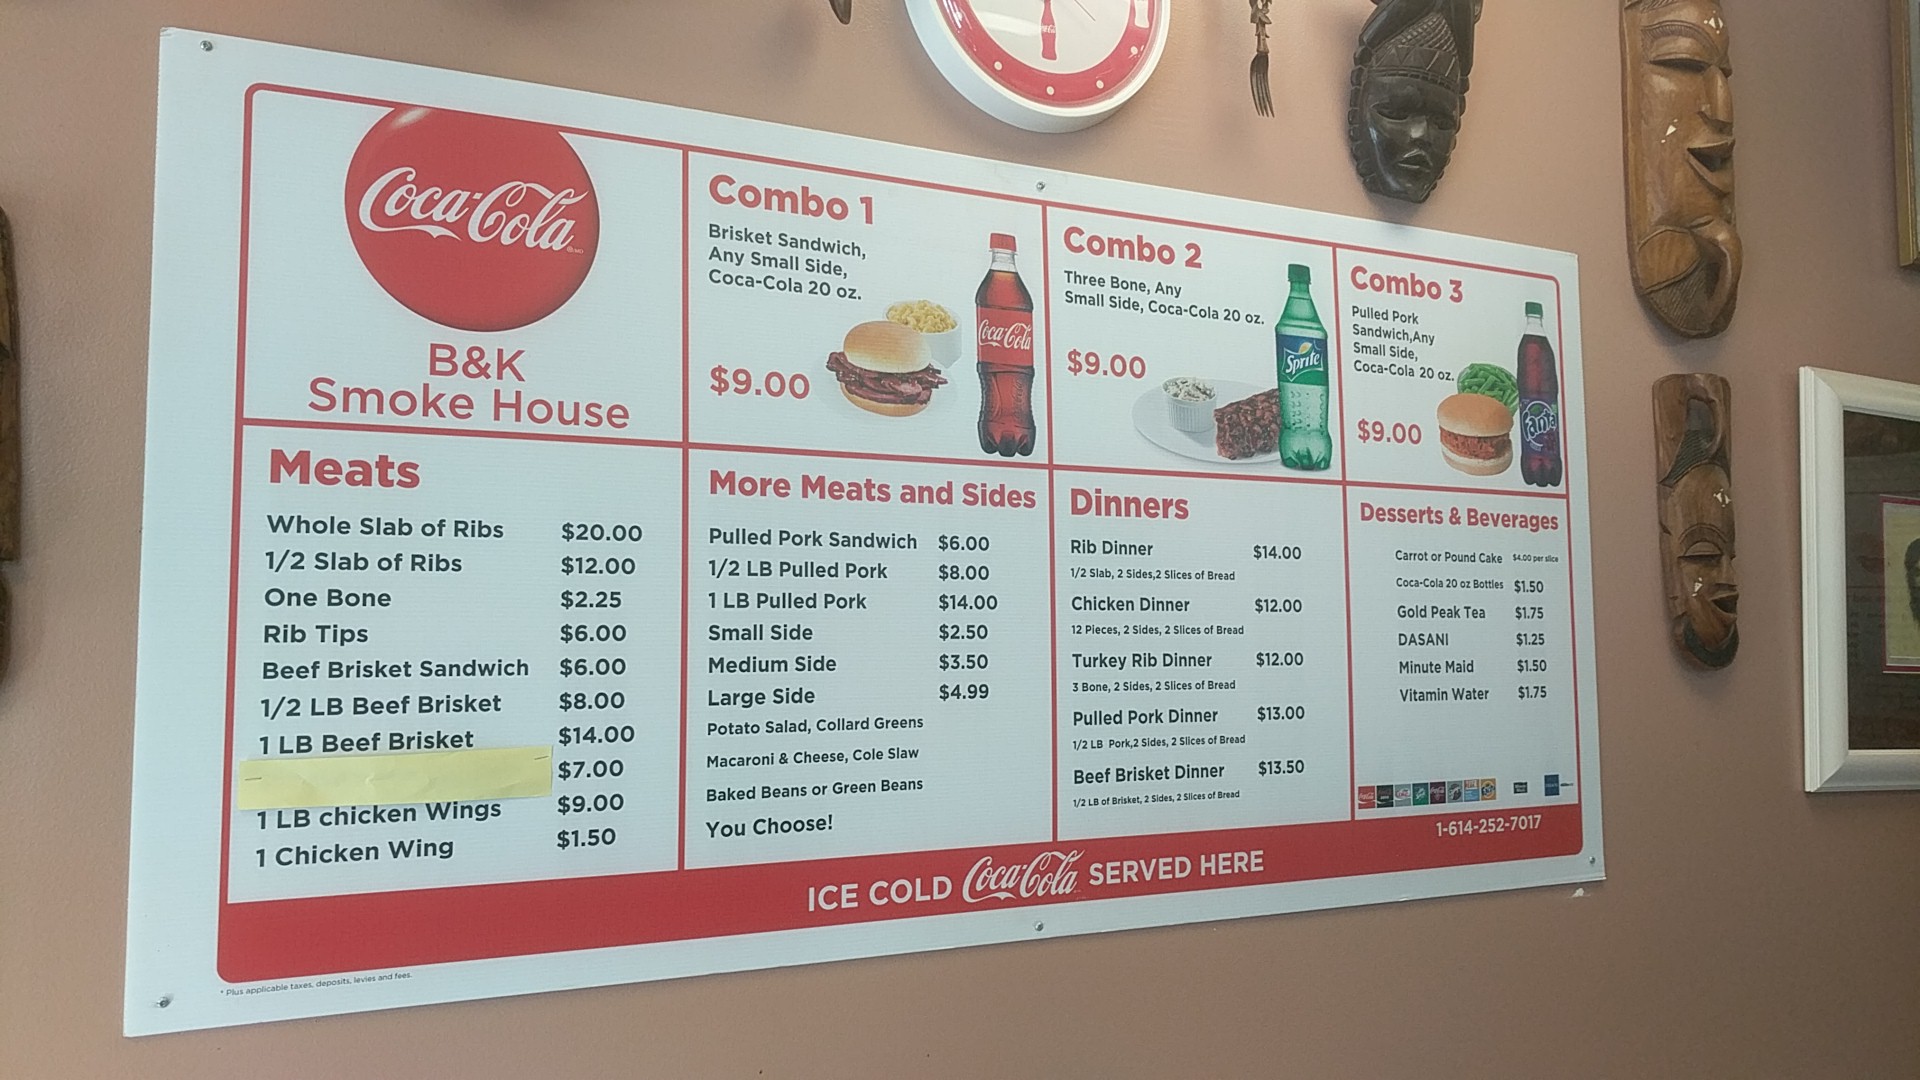 Coca-Cola
B&K
Smoke House
Combo 1
Brisket Sandwich,
Any Small Side,
Coca-Cola 20 oz.
$9.00
Coca-Cola
Combo 2
Three Bone, Any
Small Side, Coca-Cola 20 oz.
$9.00
Sprite
Combo 3
Pulled Pork
Sandwich,Any
Small Side,
Coca-Cola 20 oz.
$9.00
Fanta
Meats
Whole Slab of Ribs $20.00
1/2 Slab of Ribs $12.00
One Bone $2.25
Rib Tips $6.00
Beef Brisket Sandwich $6.00
1/2 LB Beef Brisket $8.00
1 LB Beef Brisket $14.00
$7.00
1 LB chicken Wings $9.00
1 Chicken Wing $1.50
More Meats and Sides
Pulled Pork Sandwich $6.00
1/2 LB Pulled Pork $8.00
1 LB Pulled Pork $14.00
Small Side $2.50
Medium Side $3.50
Large Side $4.99
Potato Salad, Collard Greens
Macaroni & Cheese, Cole Slaw
Baked Beans or Green Beans
You Choose!
Dinners
Rib Dinner $14.00
1/2 Slab, 2 Sides,2 Slices of Bread
Chicken Dinner $12.00
12 Pieces, 2 Sides, 2 Slices of Bread
Turkey Rib Dinner $12.00
3 Bone, 2 Sides, 2 Slices of Bread
Pulled Pork Dinner $13.00
1/2 LB Pork,2 Sides, 2 Slices of Bread
Beef Brisket Dinner $13.50
1/2 LB of Brisket, 2 Sides, 2 Slices of Bread
Desserts & Beverages
Carrot or Pound Cake $4.00 per slice
Coca-Cola 20 oz Bottles $1.50
Gold Peak Tea $1.75
DASANI $1.25
Minute Maid $1.50
Vitamin Water $1.75
1-614-252-7017
ICE COLD Coca-Cola SERVED HERE
* Plus applicable taxes, deposits, levies and fees.